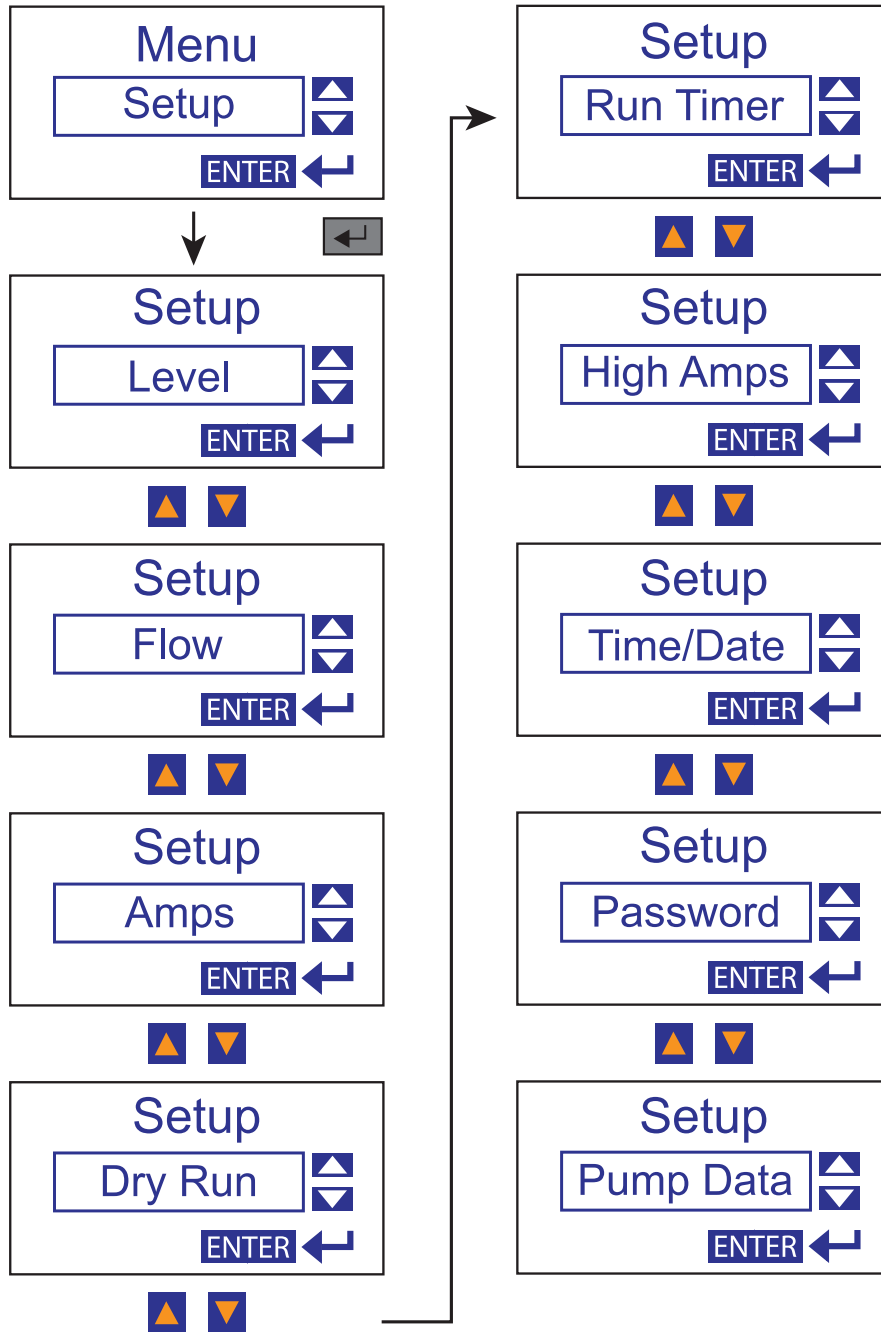 Menu
Setup
ENTER
Setup
Level
ENTER
Setup
Flow
ENTER
Setup
Amps
ENTER
Setup
Dry Run
ENTER
Setup
Run Timer
ENTER
Setup
High Amps
ENTER
Setup
Time/Date
ENTER
Setup
Password
ENTER
Setup
Pump Data
ENTER